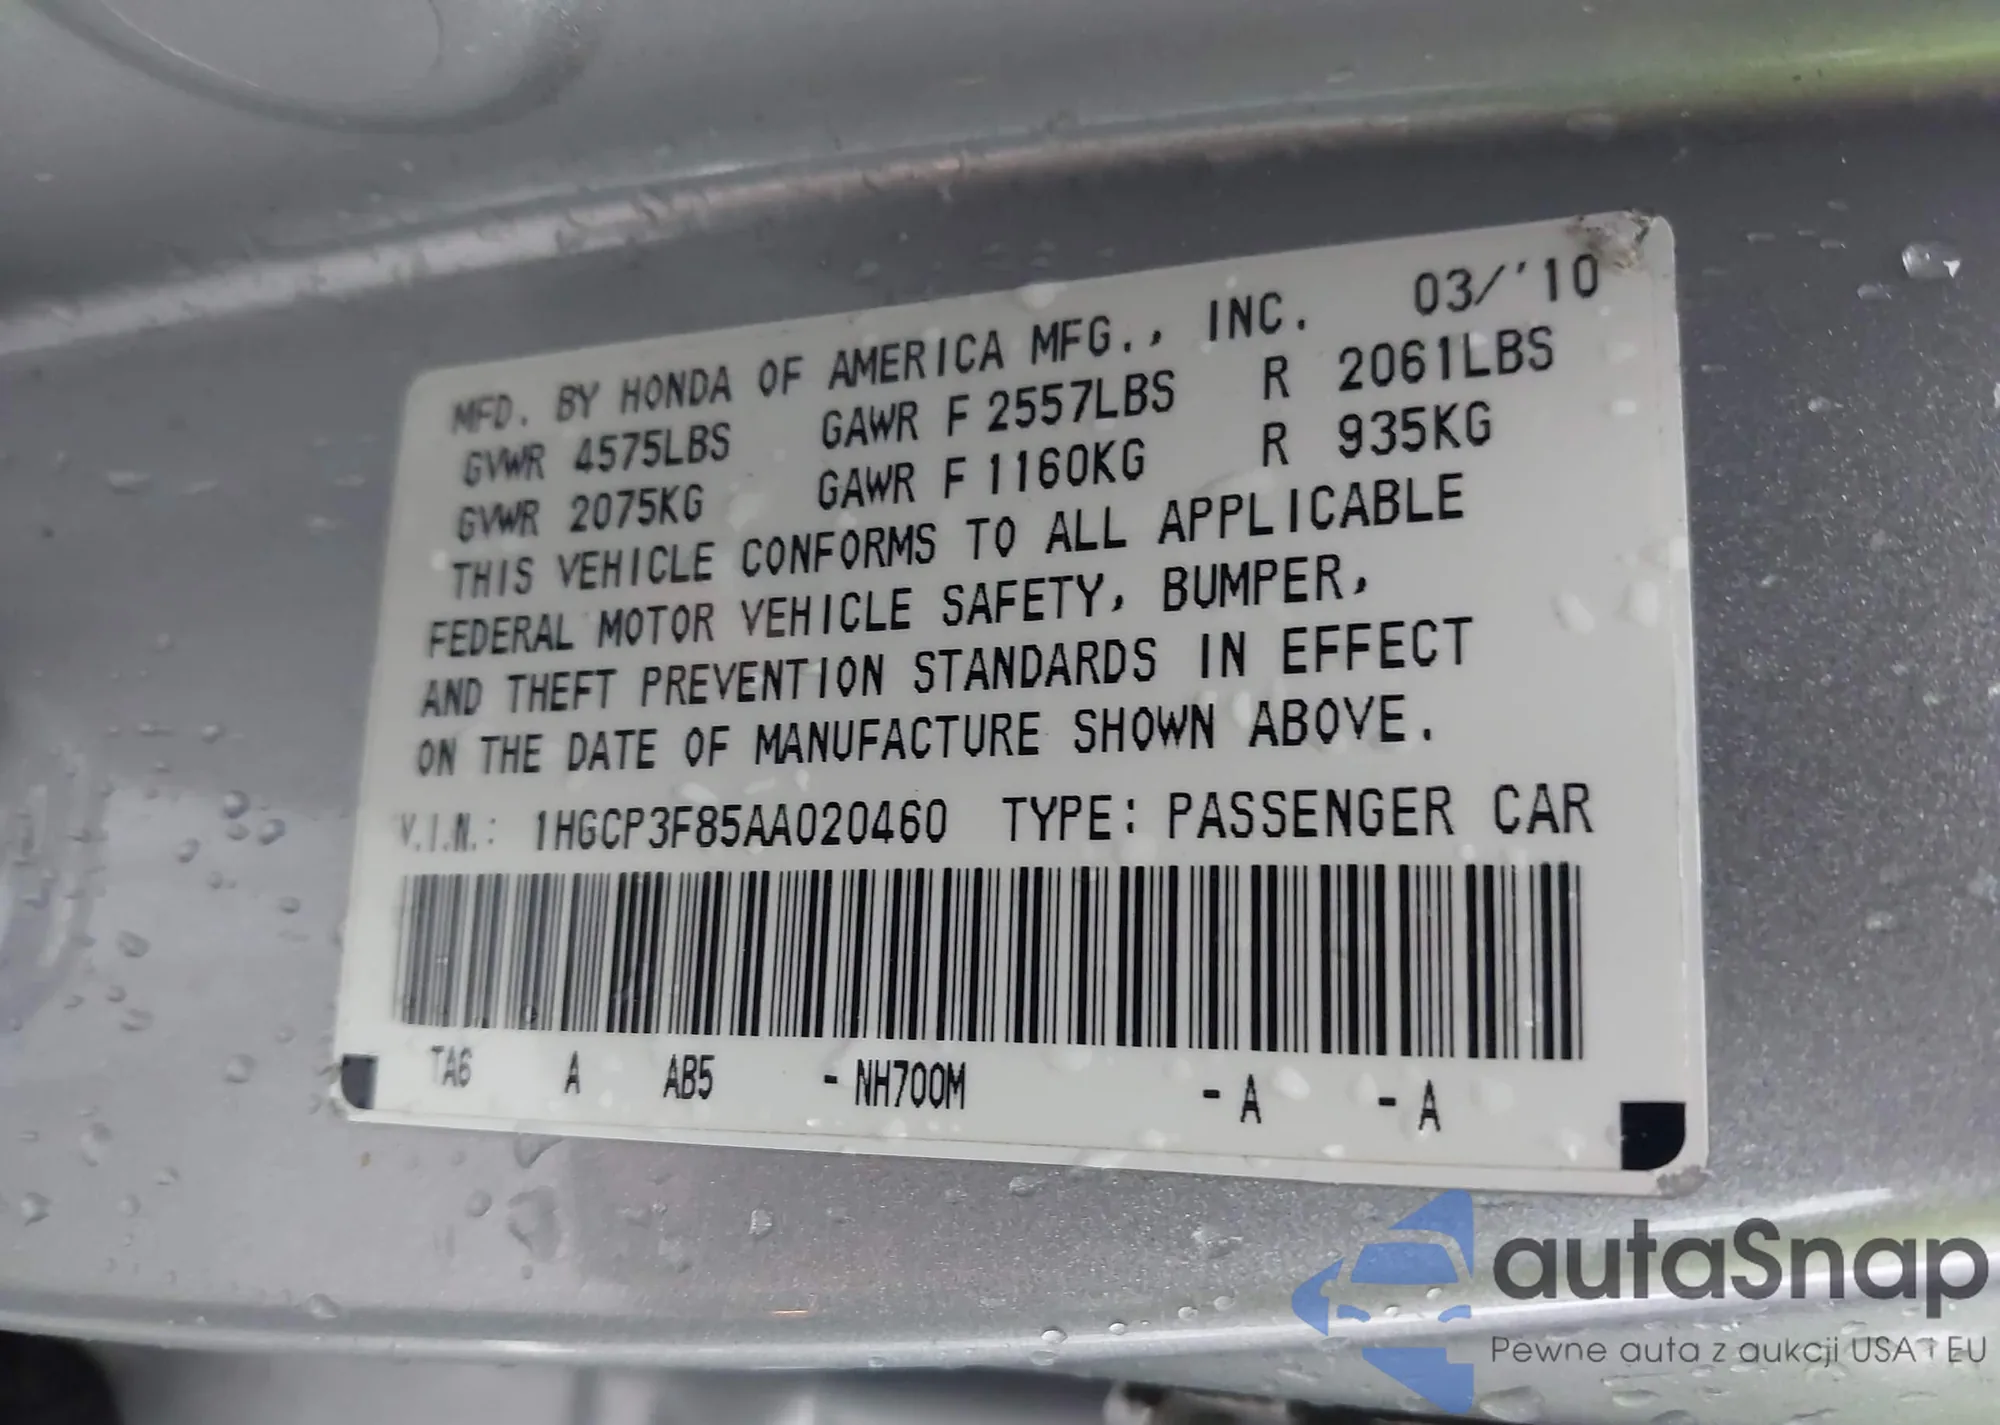 MFD. BY HONDA OF AMERICA MFG., INC. 03/'10
GVWR 4575LBS GAWR F 2557LBS R 2061LBS
GVWR 2075KG GAWR F 1160KG R 935KG
THIS VEHICLE CONFORMS TO ALL APPLICABLE
FEDERAL MOTOR VEHICLE SAFETY, BUMPER,
AND THEFT PREVENTION STANDARDS IN EFFECT
ON THE DATE OF MANUFACTURE SHOWN ABOVE.
V.I.N.: 1HGCP3F85AA020460 TYPE: PASSENGER CAR
TA6 A AB5 - NH700M - A - A
autaSnap
Pewne auta z aukcji USA i EU